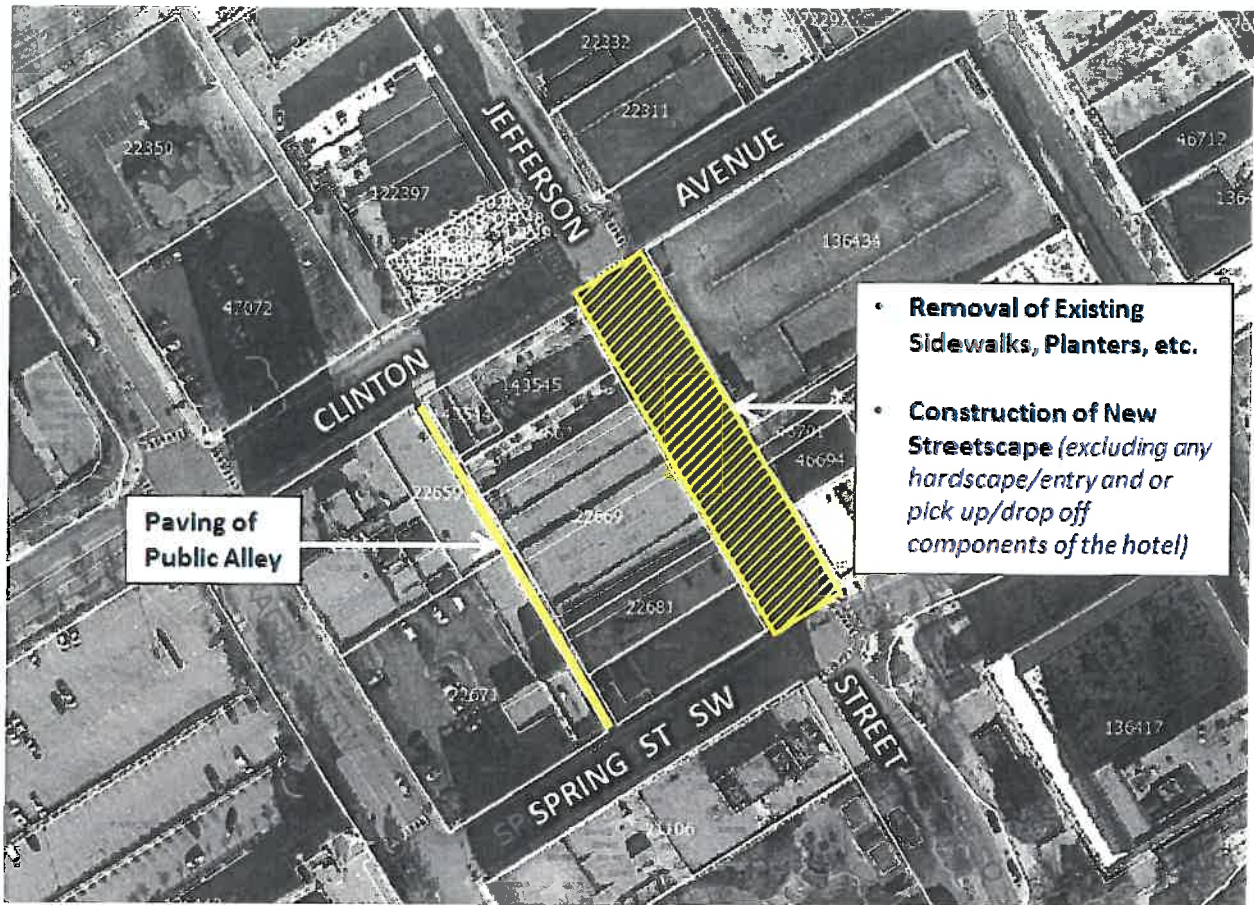 22332
22350
JEFFERSON
22311
AVENUE
46712
122397
136434
47072
• Removal of Existing
Sidewalks, Planters, etc.
CLINTON
143545
• Construction of New
Streetscape (excluding any
hardscape/entry and or
pick up/drop off
components of the hotel)
46694
22659
Paving of
Public Alley
22669
22681
22671
SPRING ST SW
STREET
136417